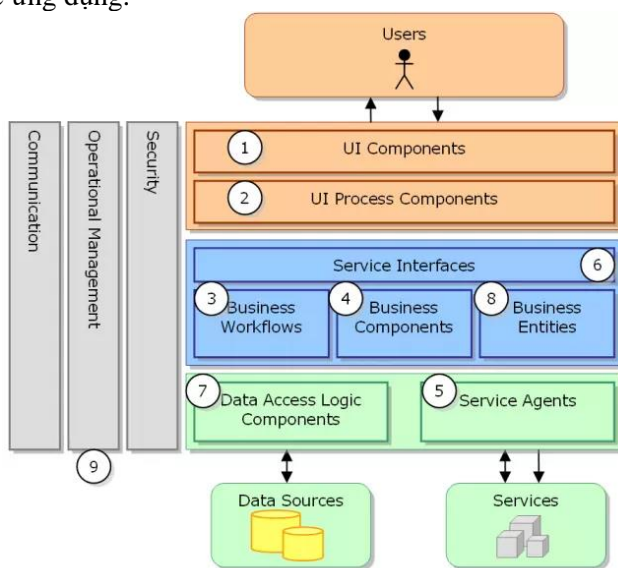 ứng dụng.
Users
Communication
Operational Management
Security
1
UI Components
2
UI Process Components
Service Interfaces
6
3
Business
Workflows
4
Business
Components
8
Business
Entities
7
Data Access Logic
Components
5
Service Agents
9
Data Sources
Services